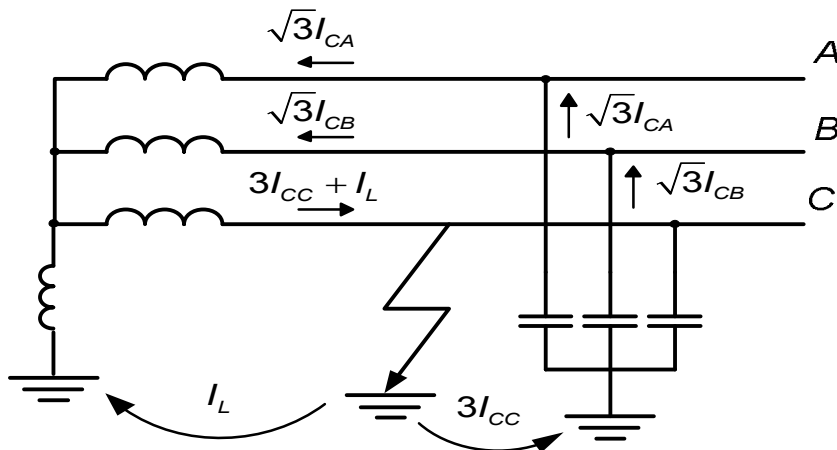 √3I_CA
A
√3I_CB
√3I_CA
B
3I_CC + I_L
√3I_CB
C
I_L
3I_CC